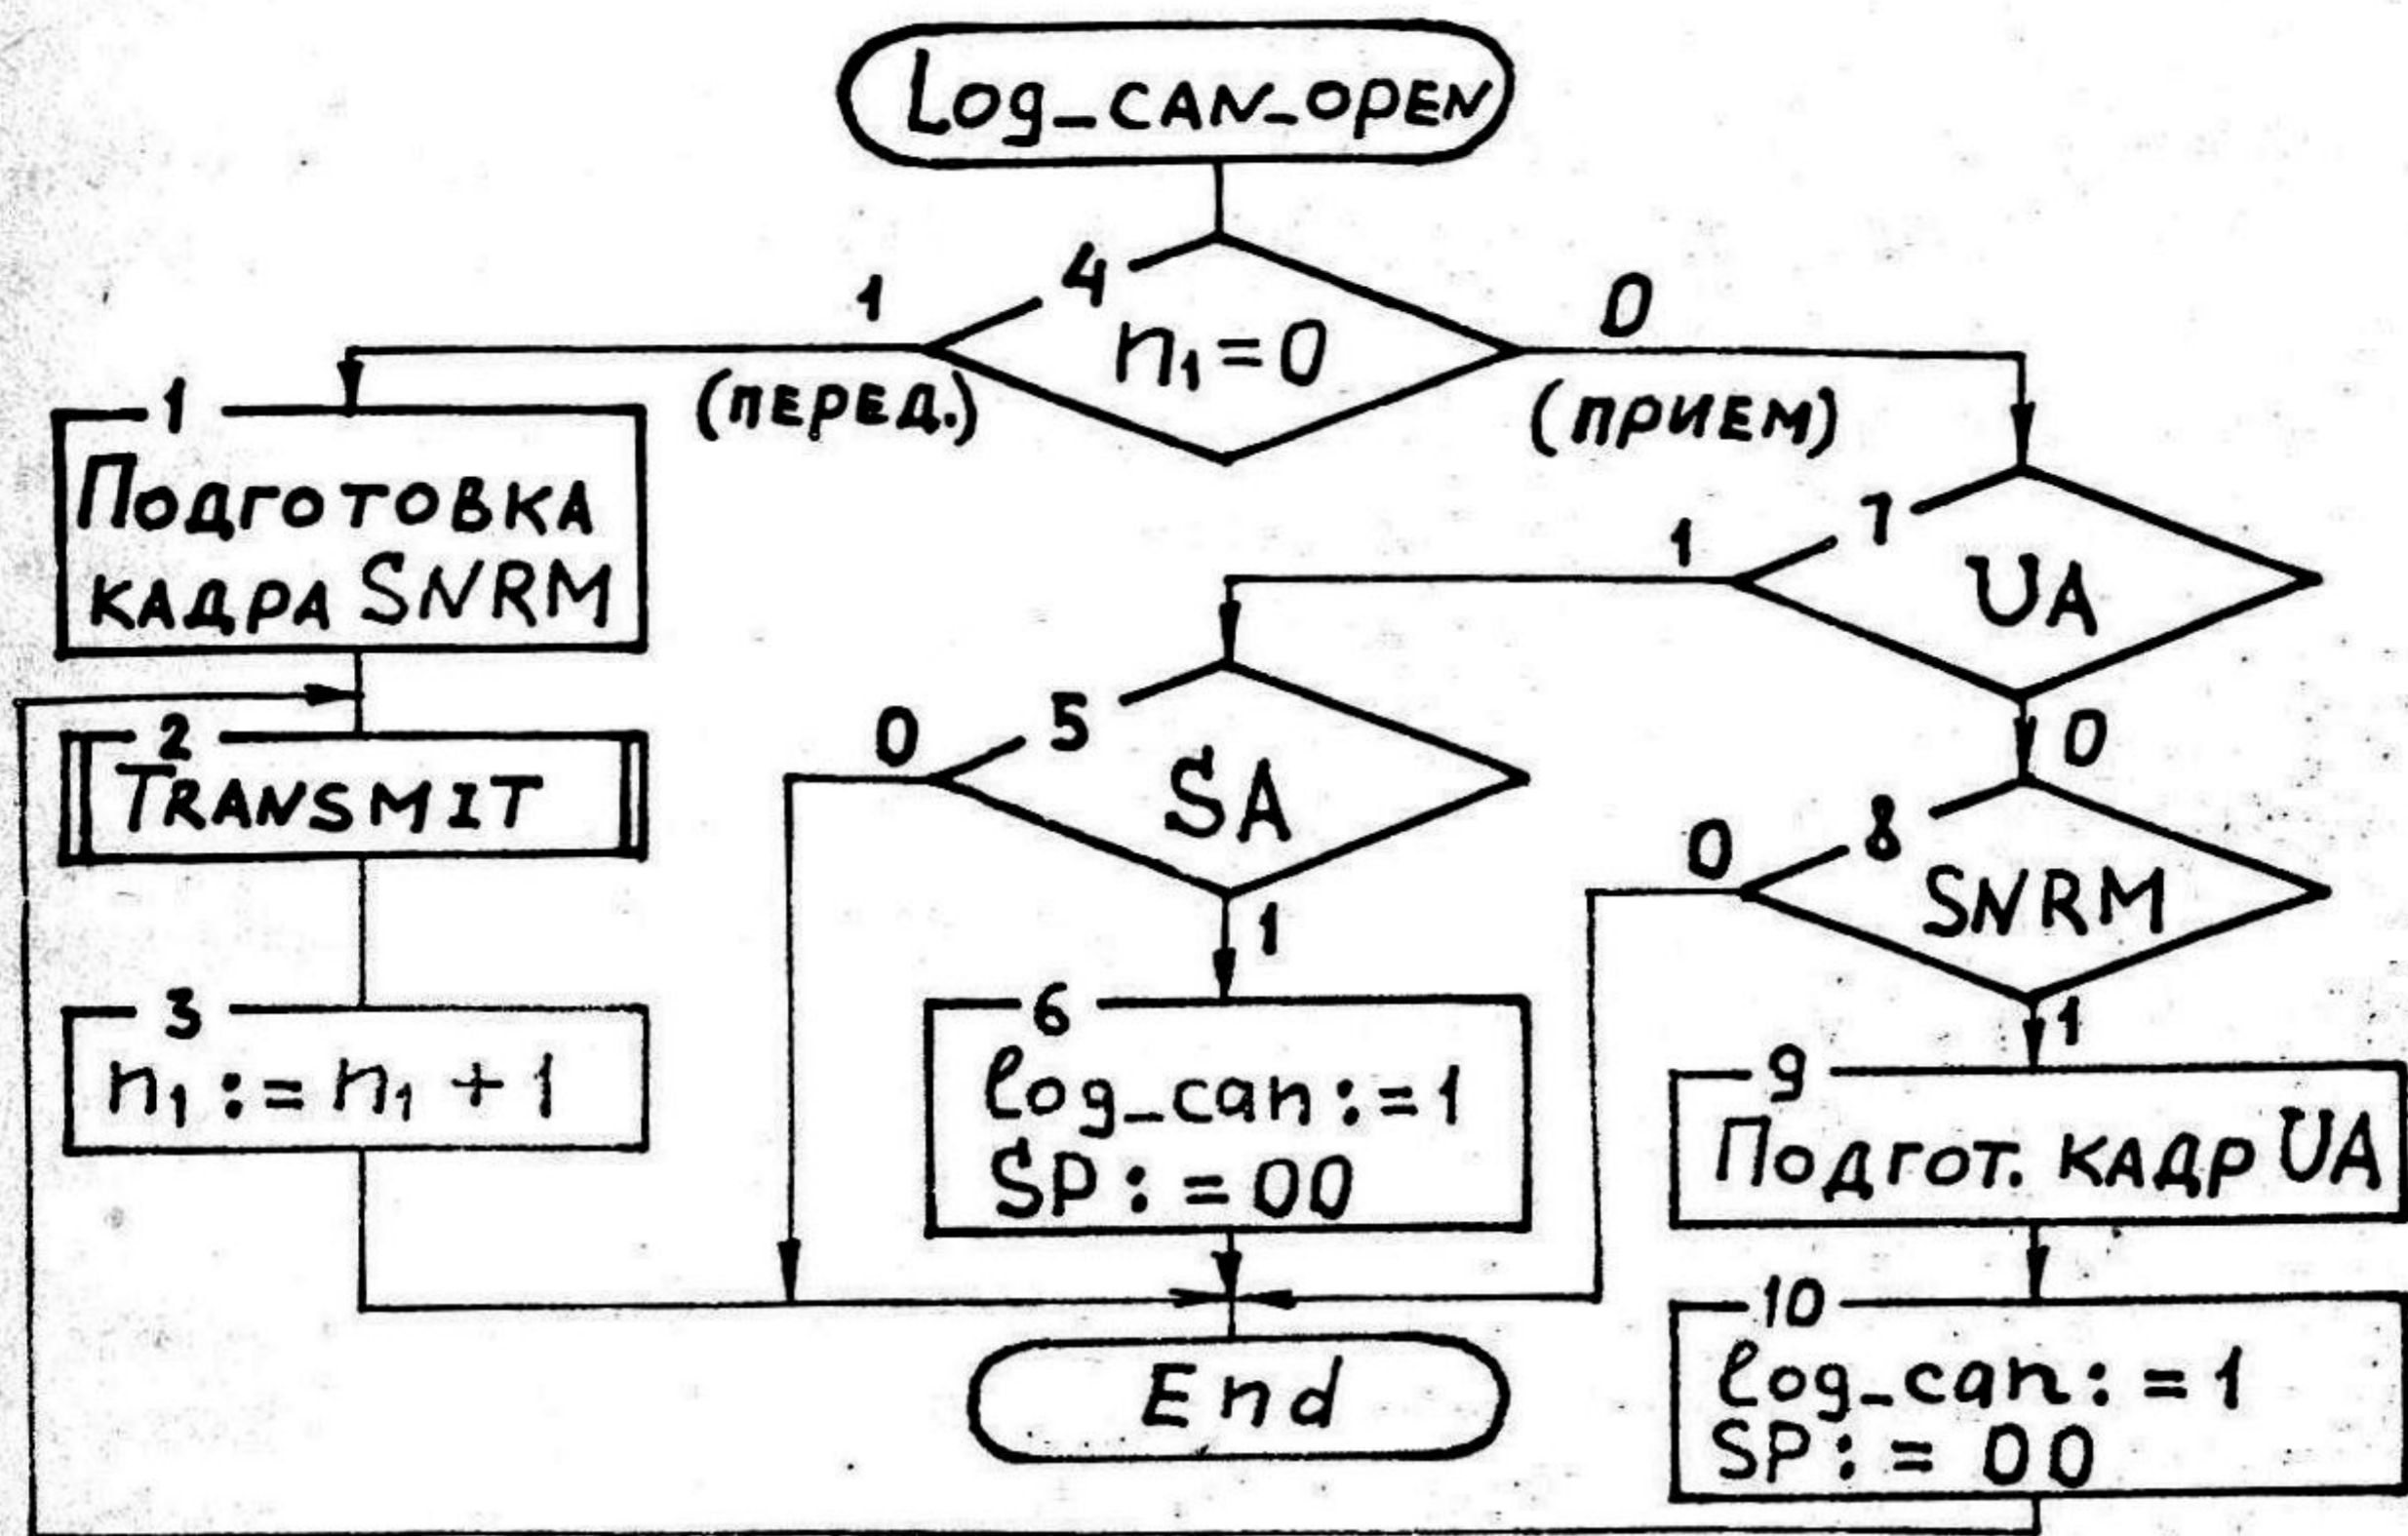 Log_CAN_OPEN
4
n₁=0
1
0
(ПЕРЕД.)
(ПРИЕМ)
1
Подготовка
кадра SNRM
2
TRANSMIT
3
n₁:=n₁+1
7
UA
1
0
5
SA
0
1
8
SNRM
0
1
6
log_can:=1
SP:=00
9
Подгот. кадр UA
10
log_can:=1
SP:=00
End